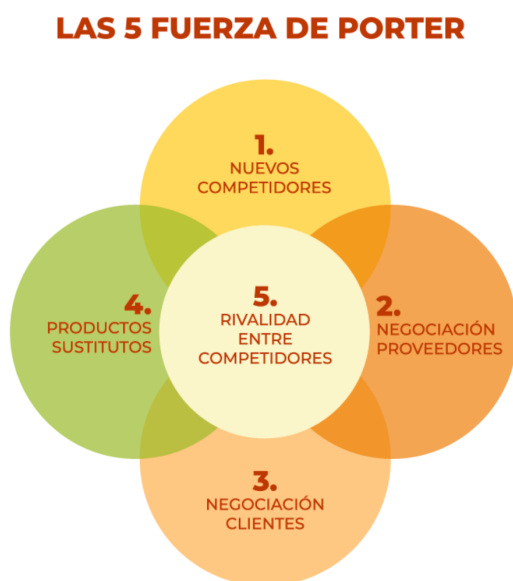 LAS 5 FUERZA DE PORTER
1.
NUEVOS
COMPETIDORES
2.
NEGOCIACIÓN
PROVEEDORES
3.
NEGOCIACIÓN
CLIENTES
4.
PRODUCTOS
SUSTITUTOS
5.
RIVALIDAD
ENTRE
COMPETIDORES